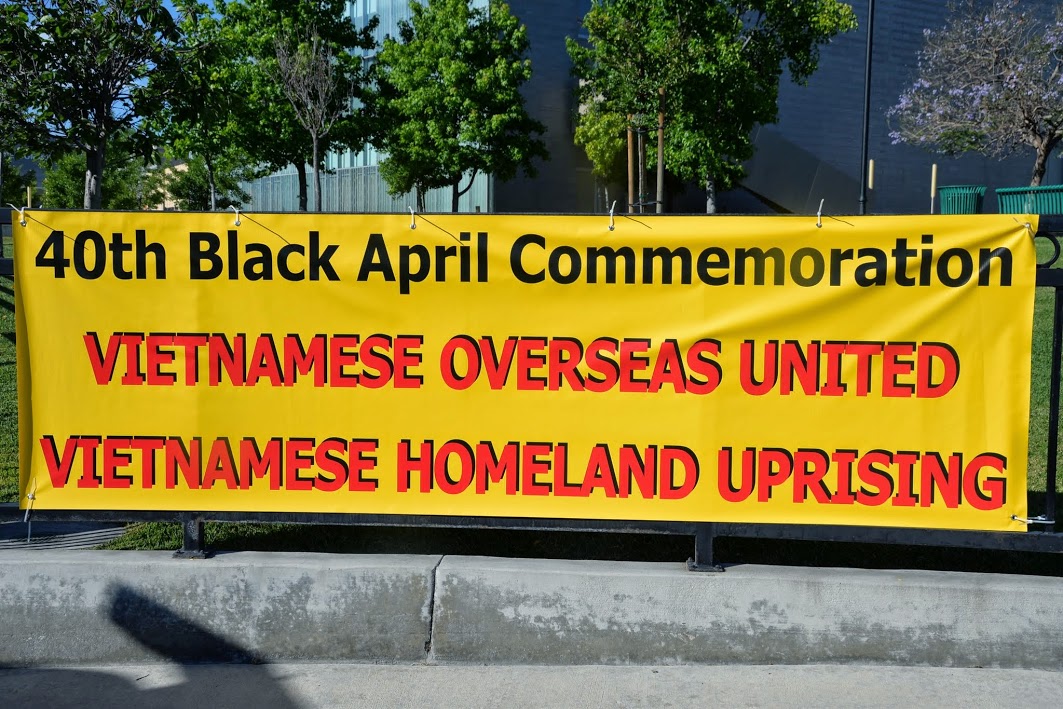 40th Black April Commemoration
VIETNAMESE OVERSEAS UNITED
VIETNAMESE HOMELAND UPRISING